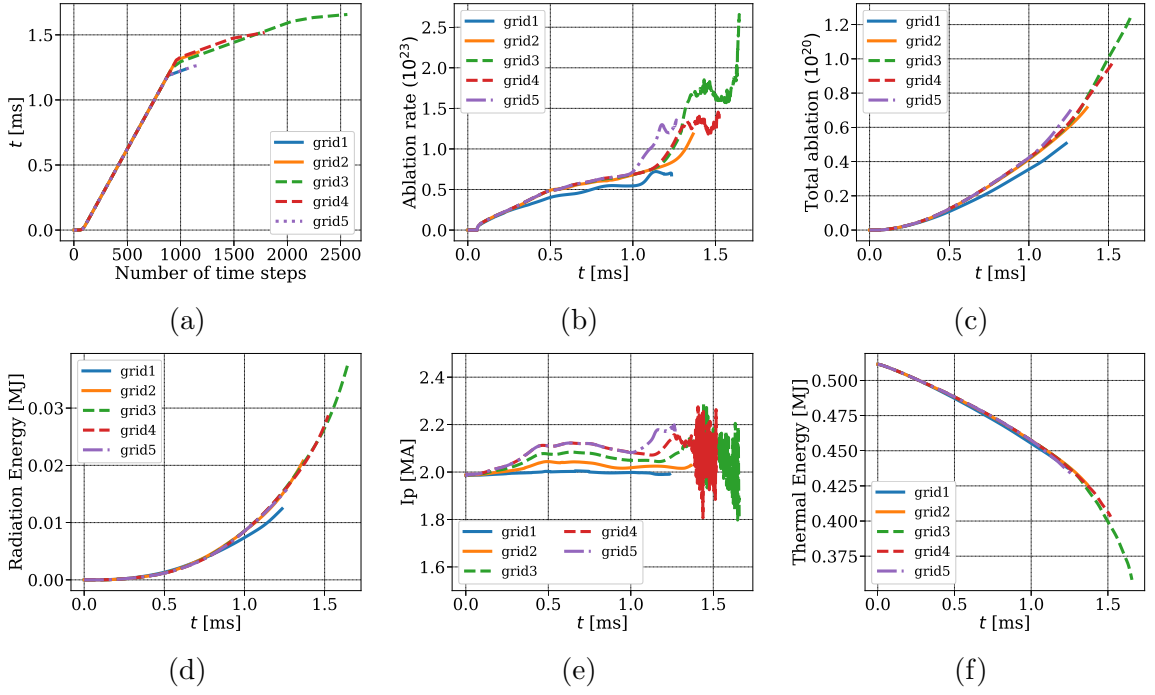 t [ms]
1.5
1.0
0.5
0.0
0 500 1000 1500 2000 2500
Number of time steps
grid1
grid2
grid3
grid4
grid5
(a)
Ablation rate (10²³)
2.5
2.0
1.5
1.0
0.5
0.0
0.0 0.5 1.0 1.5
t [ms]
grid1
grid2
grid3
grid4
grid5
(b)
Total ablation (10²⁰)
1.2
1.0
0.8
0.6
0.4
0.2
0.0
0.0 0.5 1.0 1.5
t [ms]
grid1
grid2
grid3
grid4
grid5
(c)
Radiation Energy [MJ]
0.03
0.02
0.01
0.00
0.0 0.5 1.0 1.5
t [ms]
grid1
grid2
grid3
grid4
grid5
(d)
Ip [MA]
2.4
2.2
2.0
1.8
1.6
0.0 0.5 1.0 1.5
t [ms]
grid1 grid4
grid2 grid5
grid3
(e)
Thermal Energy [MJ]
0.500
0.475
0.450
0.425
0.400
0.375
0.0 0.5 1.0 1.5
t [ms]
grid1
grid2
grid3
grid4
grid5
(f)